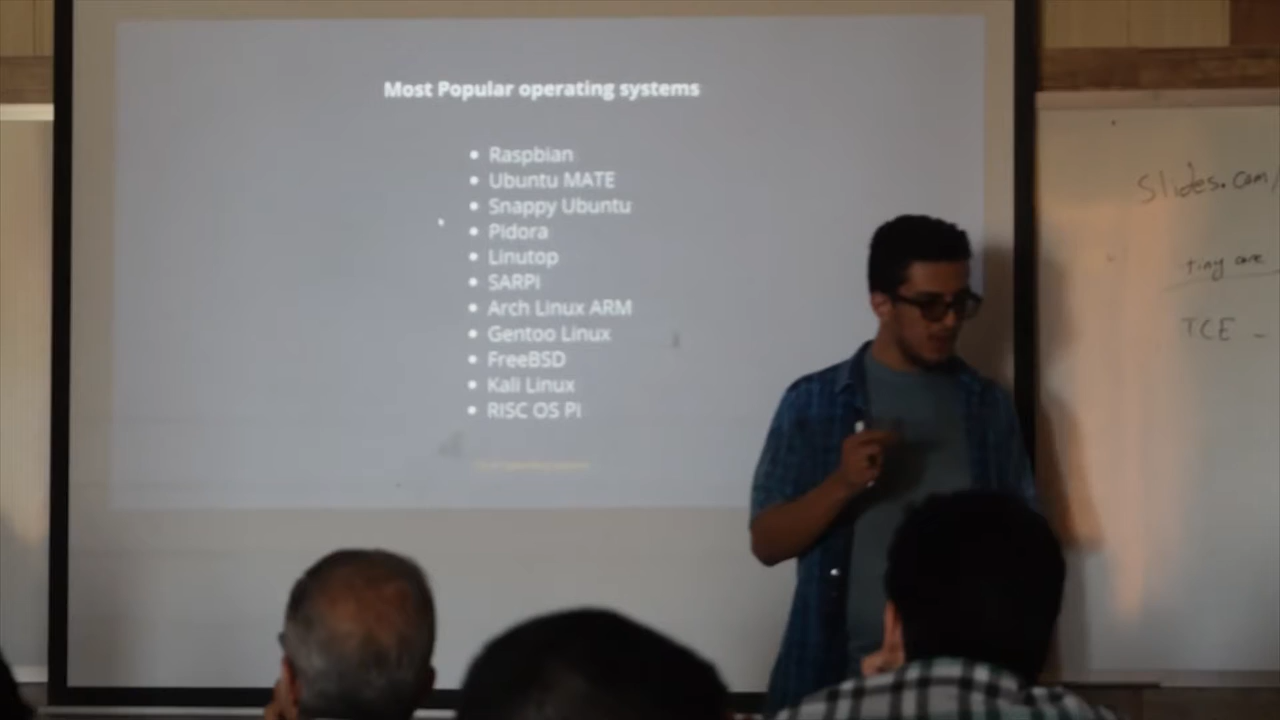 Most Popular operating systems
Raspbian
Ubuntu MATE
Snappy Ubuntu
Pidora
Linutop
SARPi
Arch Linux ARM
Gentoo Linux
FreeBSD
Kali Linux
RISC OS Pi
Slides.com/
tiny core
TCE -